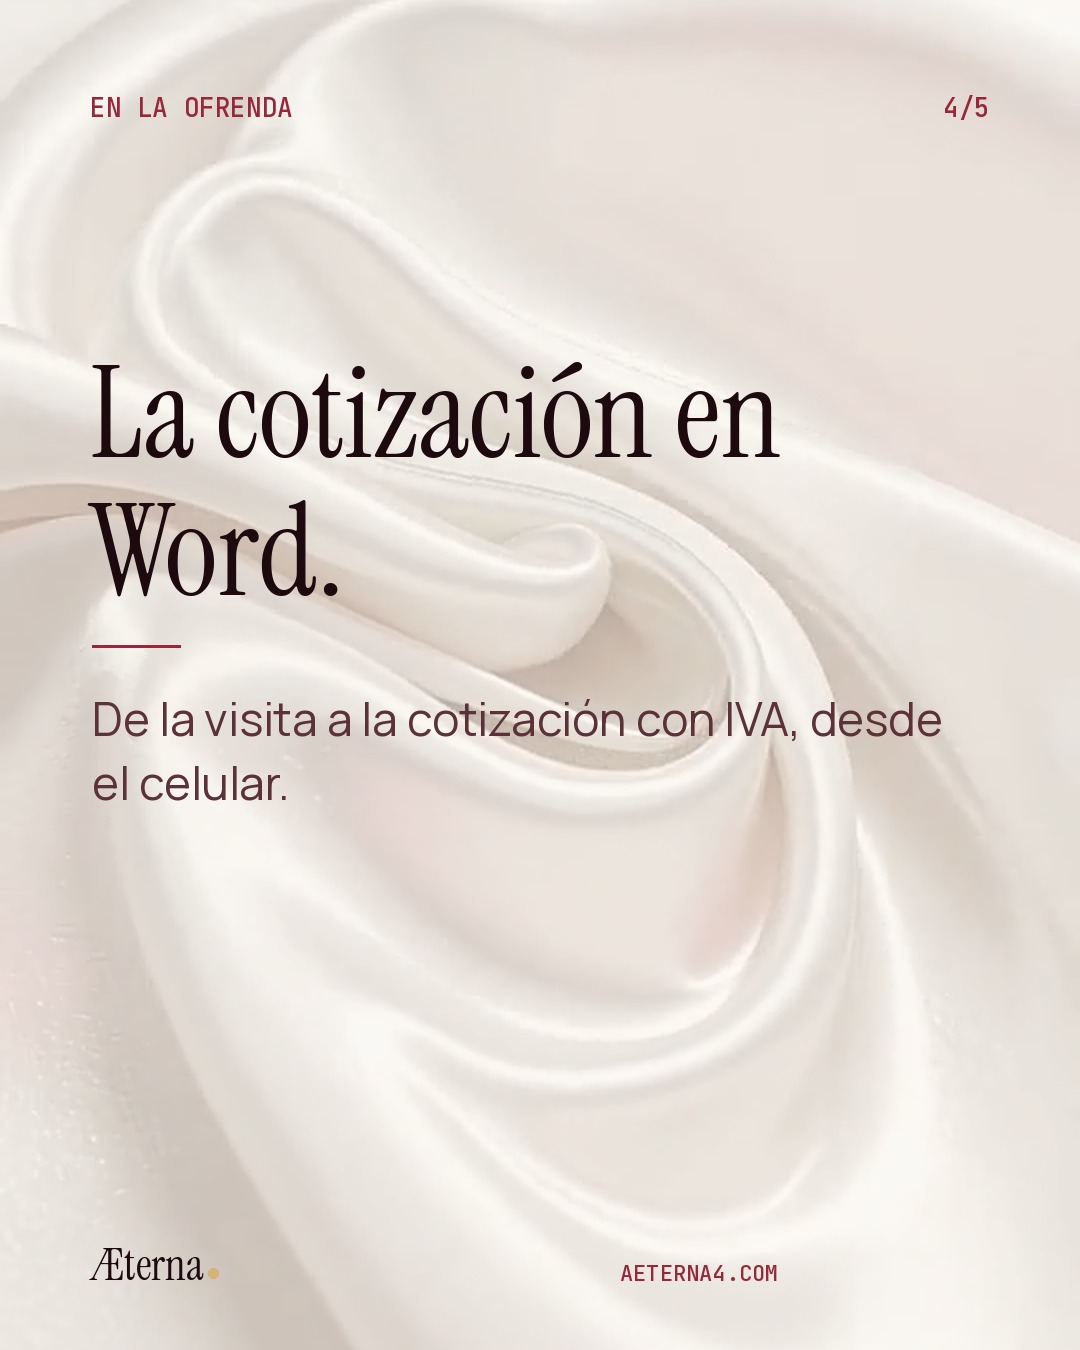 EN LA OFRENDA
4/5
La cotización en
Word.
De la visita a la cotización con IVA, desde
el celular.
Æterna.
AETERNA4.COM